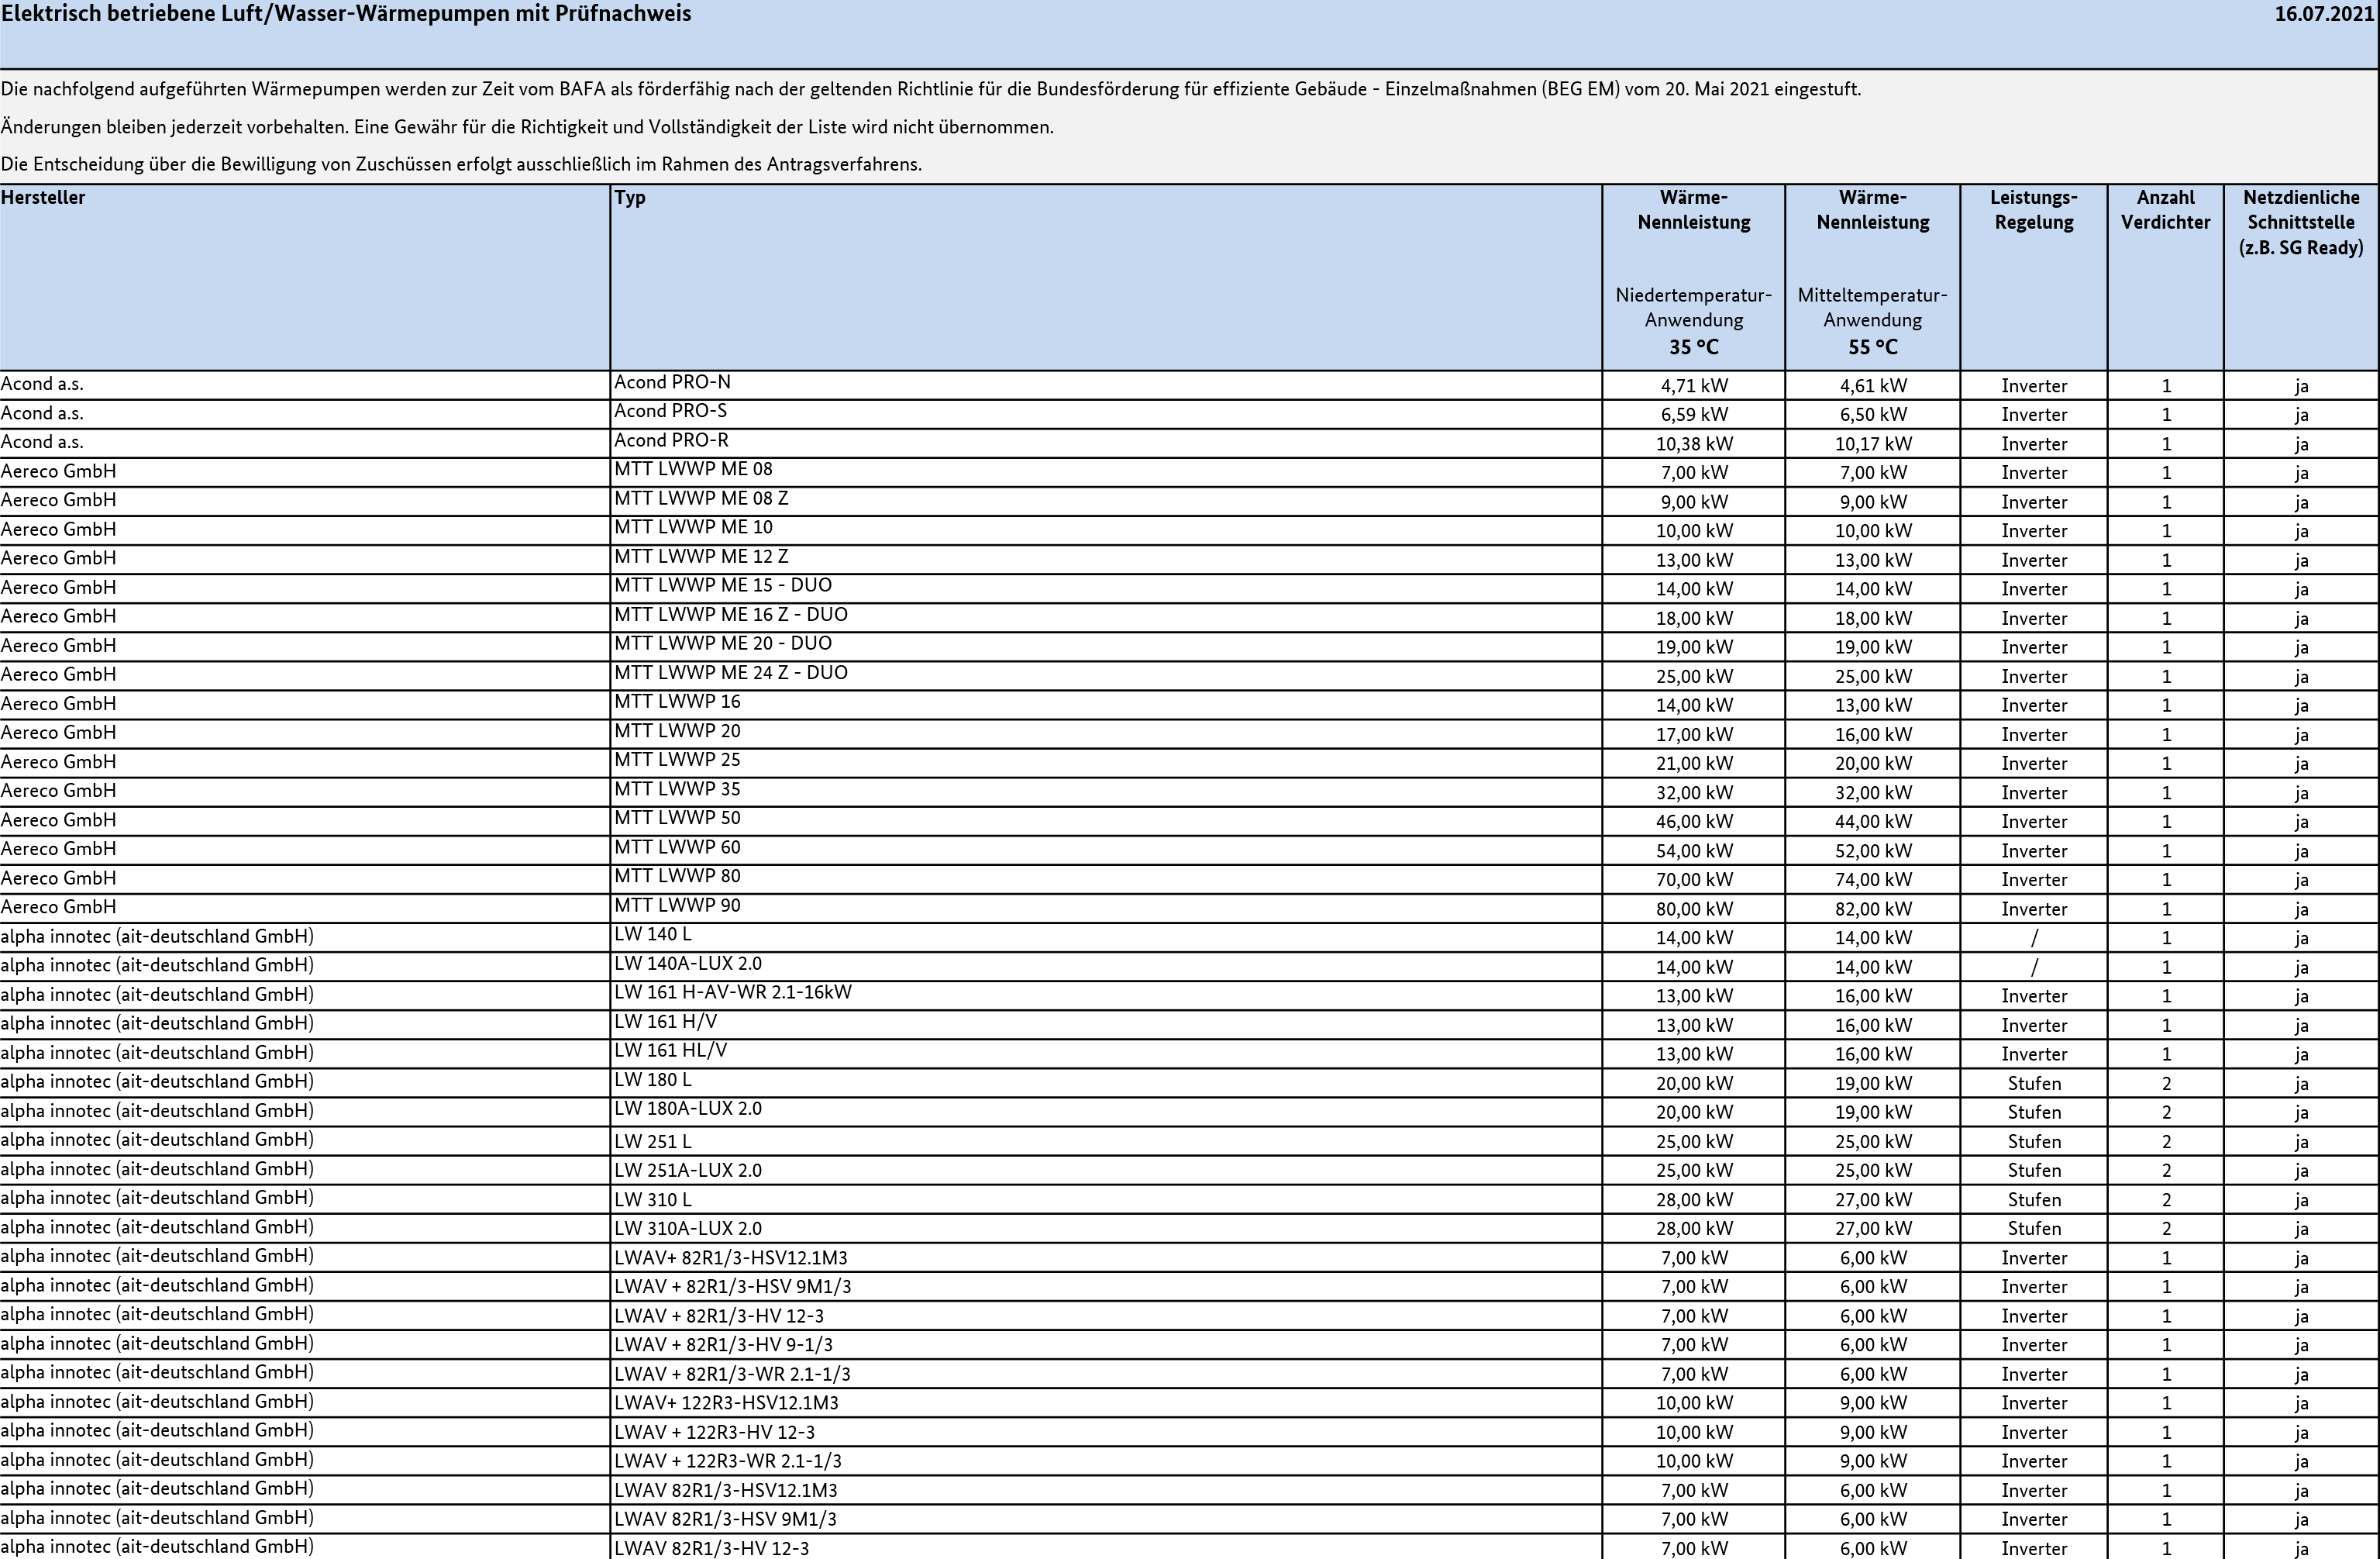 Elektrisch betriebene Luft/Wasser-Wärmepumpen mit Prüfnachweis 16.07.2021
Die nachfolgend aufgeführten Wärmepumpen werden zur Zeit vom BAFA als förderfähig nach der geltenden Richtlinie für die Bundesförderung für effiziente Gebäude - Einzelmaßnahmen (BEG EM) vom 20. Mai 2021 eingestuft.
Änderungen bleiben jederzeit vorbehalten. Eine Gewähr für die Richtigkeit und Vollständigkeit der Liste wird nicht übernommen.
Die Entscheidung über die Bewilligung von Zuschüssen erfolgt ausschließlich im Rahmen des Antragsverfahrens.
Hersteller Typ Wärme- Wärme- Leistungs- Anzahl Netzdienliche
Nennleistung Nennleistung Regelung Verdichter Schnittstelle
(z.B. SG Ready)
Niedertemperatur- Mitteltemperatur-
Anwendung Anwendung
35 °C 55 °C
Acond a.s. Acond PRO-N 4,71 kW 4,61 kW Inverter 1 ja
Acond a.s. Acond PRO-S 6,59 kW 6,50 kW Inverter 1 ja
Acond a.s. Acond PRO-R 10,38 kW 10,17 kW Inverter 1 ja
Aereco GmbH MTT LWWP ME 08 7,00 kW 7,00 kW Inverter 1 ja
Aereco GmbH MTT LWWP ME 08 Z 9,00 kW 9,00 kW Inverter 1 ja
Aereco GmbH MTT LWWP ME 10 10,00 kW 10,00 kW Inverter 1 ja
Aereco GmbH MTT LWWP ME 12 Z 13,00 kW 13,00 kW Inverter 1 ja
Aereco GmbH MTT LWWP ME 15 - DUO 14,00 kW 14,00 kW Inverter 1 ja
Aereco GmbH MTT LWWP ME 16 Z - DUO 18,00 kW 18,00 kW Inverter 1 ja
Aereco GmbH MTT LWWP ME 20 - DUO 19,00 kW 19,00 kW Inverter 1 ja
Aereco GmbH MTT LWWP ME 24 Z - DUO 25,00 kW 25,00 kW Inverter 1 ja
Aereco GmbH MTT LWWP 16 14,00 kW 13,00 kW Inverter 1 ja
Aereco GmbH MTT LWWP 20 17,00 kW 16,00 kW Inverter 1 ja
Aereco GmbH MTT LWWP 25 21,00 kW 20,00 kW Inverter 1 ja
Aereco GmbH MTT LWWP 35 32,00 kW 32,00 kW Inverter 1 ja
Aereco GmbH MTT LWWP 50 46,00 kW 44,00 kW Inverter 1 ja
Aereco GmbH MTT LWWP 60 54,00 kW 52,00 kW Inverter 1 ja
Aereco GmbH MTT LWWP 80 70,00 kW 74,00 kW Inverter 1 ja
Aereco GmbH MTT LWWP 90 80,00 kW 82,00 kW Inverter 1 ja
alpha innotec (ait-deutschland GmbH) LW 140 L 14,00 kW 14,00 kW / 1 ja
alpha innotec (ait-deutschland GmbH) LW 140A-LUX 2.0 14,00 kW 14,00 kW / 1 ja
alpha innotec (ait-deutschland GmbH) LW 161 H-AV-WR 2.1-16kW 13,00 kW 16,00 kW Inverter 1 ja
alpha innotec (ait-deutschland GmbH) LW 161 H/V 13,00 kW 16,00 kW Inverter 1 ja
alpha innotec (ait-deutschland GmbH) LW 161 HL/V 13,00 kW 16,00 kW Inverter 1 ja
alpha innotec (ait-deutschland GmbH) LW 180 L 20,00 kW 19,00 kW Stufen 2 ja
alpha innotec (ait-deutschland GmbH) LW 180A-LUX 2.0 20,00 kW 19,00 kW Stufen 2 ja
alpha innotec (ait-deutschland GmbH) LW 251 L 25,00 kW 25,00 kW Stufen 2 ja
alpha innotec (ait-deutschland GmbH) LW 251A-LUX 2.0 25,00 kW 25,00 kW Stufen 2 ja
alpha innotec (ait-deutschland GmbH) LW 310 L 28,00 kW 27,00 kW Stufen 2 ja
alpha innotec (ait-deutschland GmbH) LW 310A-LUX 2.0 28,00 kW 27,00 kW Stufen 2 ja
alpha innotec (ait-deutschland GmbH) LWAV+ 82R1/3-HSV12.1M3 7,00 kW 6,00 kW Inverter 1 ja
alpha innotec (ait-deutschland GmbH) LWAV + 82R1/3-HSV 9M1/3 7,00 kW 6,00 kW Inverter 1 ja
alpha innotec (ait-deutschland GmbH) LWAV + 82R1/3-HV 12-3 7,00 kW 6,00 kW Inverter 1 ja
alpha innotec (ait-deutschland GmbH) LWAV + 82R1/3-HV 9-1/3 7,00 kW 6,00 kW Inverter 1 ja
alpha innotec (ait-deutschland GmbH) LWAV + 82R1/3-WR 2.1-1/3 7,00 kW 6,00 kW Inverter 1 ja
alpha innotec (ait-deutschland GmbH) LWAV+ 122R3-HSV12.1M3 10,00 kW 9,00 kW Inverter 1 ja
alpha innotec (ait-deutschland GmbH) LWAV + 122R3-HV 12-3 10,00 kW 9,00 kW Inverter 1 ja
alpha innotec (ait-deutschland GmbH) LWAV + 122R3-WR 2.1-1/3 10,00 kW 9,00 kW Inverter 1 ja
alpha innotec (ait-deutschland GmbH) LWAV 82R1/3-HSV12.1M3 7,00 kW 6,00 kW Inverter 1 ja
alpha innotec (ait-deutschland GmbH) LWAV 82R1/3-HSV 9M1/3 7,00 kW 6,00 kW Inverter 1 ja
alpha innotec (ait-deutschland GmbH) LWAV 82R1/3-HV 12-3 7,00 kW 6,00 kW Inverter 1 ja